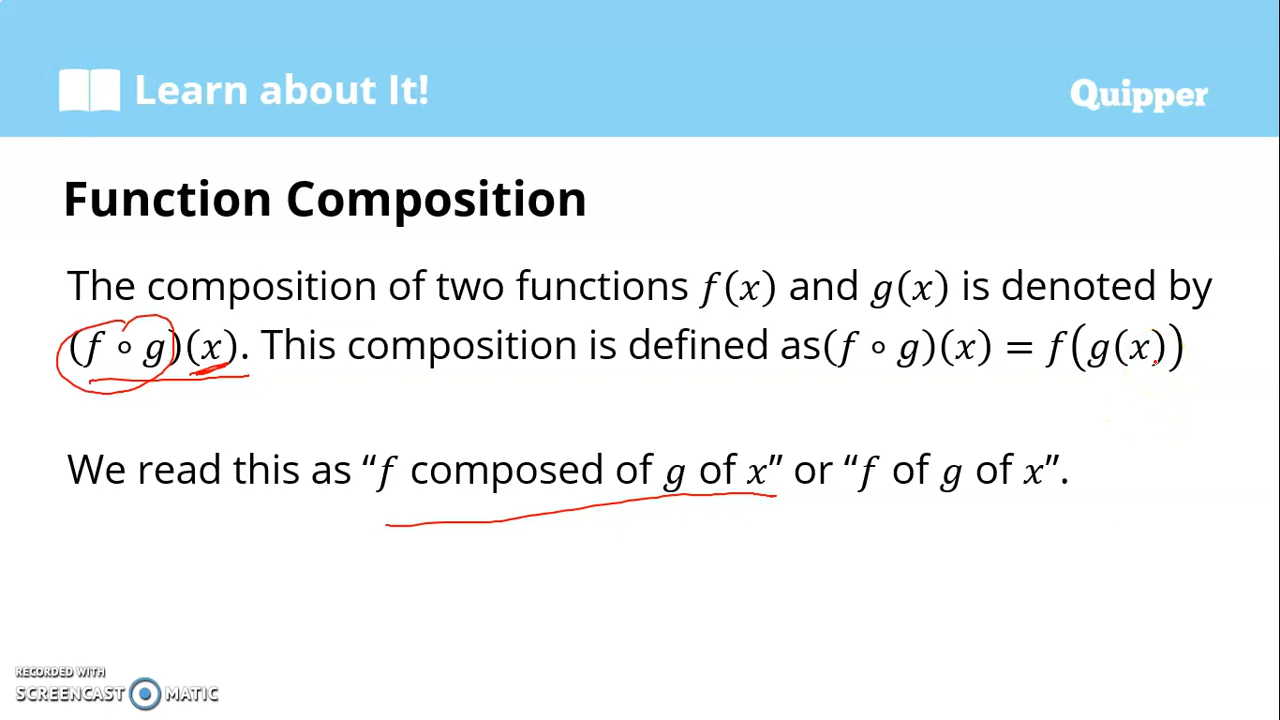 Learn about It!
Quipper
Function Composition
The composition of two functions f(x) and g(x) is denoted by
(f ∘ g)(x). This composition is defined as(f ∘ g)(x) = f(g(x))
We read this as “f composed of g of x” or “f of g of x”.
RECORDED WITH
SCREENCAST MATIC